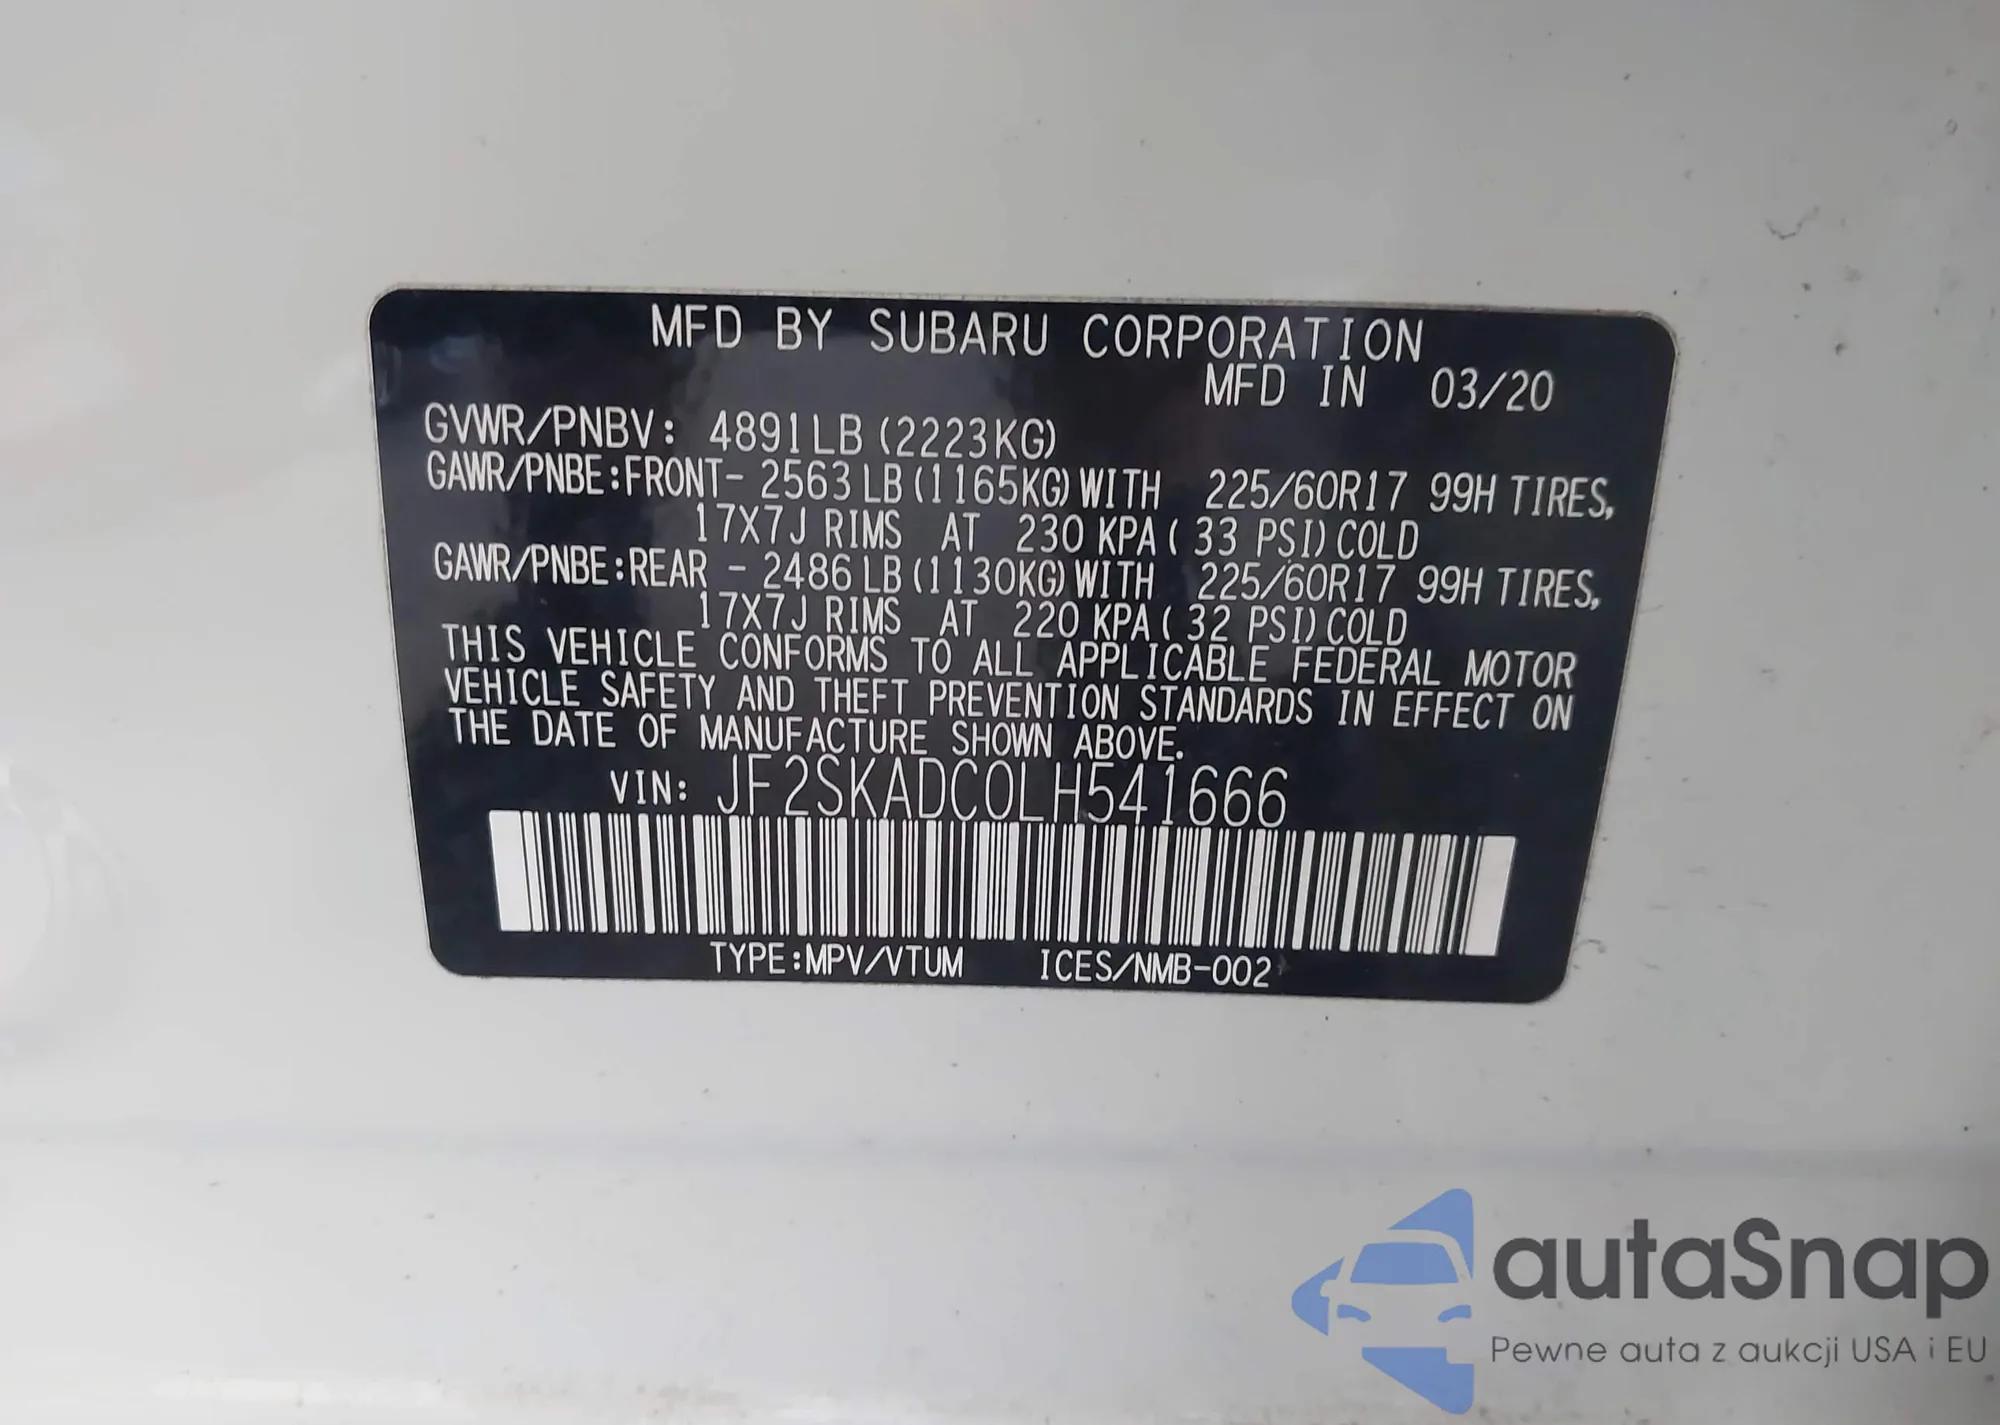 MFD BY SUBARU CORPORATION
MFD IN 03/20
GVWR/PNBV: 4891LB (2223KG)
GAWR/PNBE:FRONT- 2563 LB (1165KG) WITH 225/60R17 99H TIRES,
17X7J RIMS AT 230 KPA ( 33 PSI) COLD
GAWR/PNBE:REAR - 2486 LB (1130KG) WITH 225/60R17 99H TIRES,
17X7J RIMS AT 220 KPA ( 32 PSI) COLD
THIS VEHICLE CONFORMS TO ALL APPLICABLE FEDERAL MOTOR
VEHICLE SAFETY AND THEFT PREVENTION STANDARDS IN EFFECT ON
THE DATE OF MANUFACTURE SHOWN ABOVE.
VIN: JF2SKADC0LH541666
TYPE:MPV/VTUM ICES/NMB-002
autaSnap
Pewne auta z aukcji USA i EU